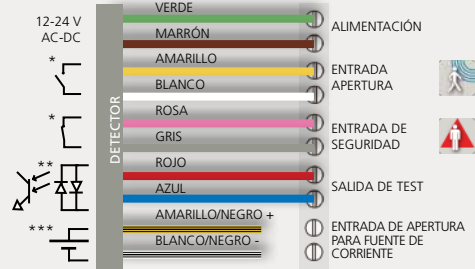 12-24 V
AC-DC
*
*
**
***
DETECTOR
VERDE
MARRÓN
AMARILLO
BLANCO
ROSA
GRIS
ROJO
AZUL
AMARILLO/NEGRO +
BLANCO/NEGRO -
ALIMENTACIÓN
ENTRADA
APERTURA
ENTRADA DE
SEGURIDAD
SALIDA DE TEST
ENTRADA DE APERTURA
PARA FUENTE DE
CORRIENTE